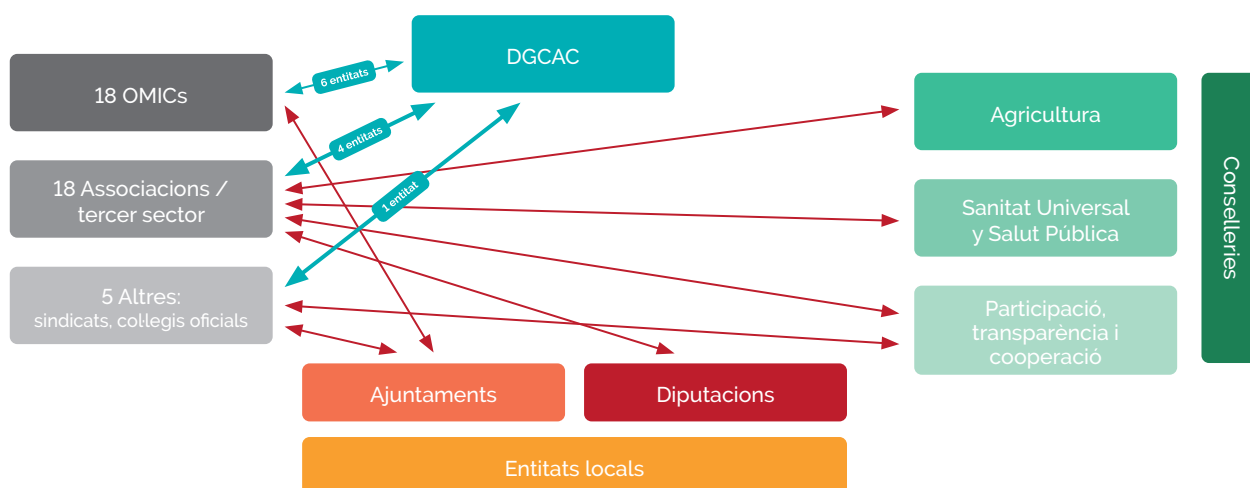 DGCAC
18 OMICs
6 entitats
4 entitats
1 entitat
18 Associacions /
tercer sector
5 Altres:
sindicats, col·legis oficials
Agricultura
Sanitat Universal
y Salut Pública
Participació,
transparència i
cooperació
Conselleries
Ajuntaments
Diputacions
Entitats locals